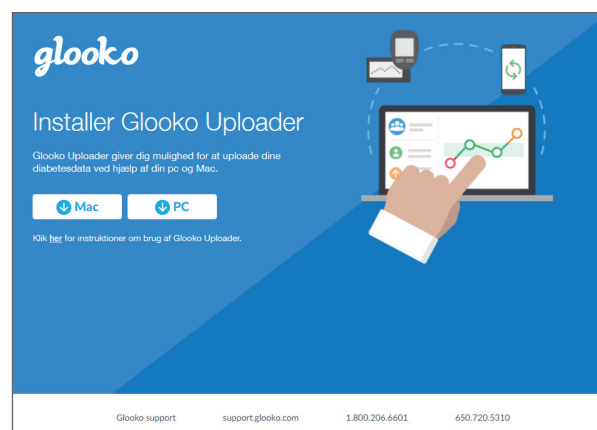 glooko
Installer Glooko Uploader
Glooko Uploader giver dig mulighed for at uploade dine
diabetesdata ved hjælp af din pc og Mac.
Mac
PC
Klik her for instruktioner om brug af Glooko Uploader.
Glooko support support.glooko.com 1.800.206.6601 650.720.5310